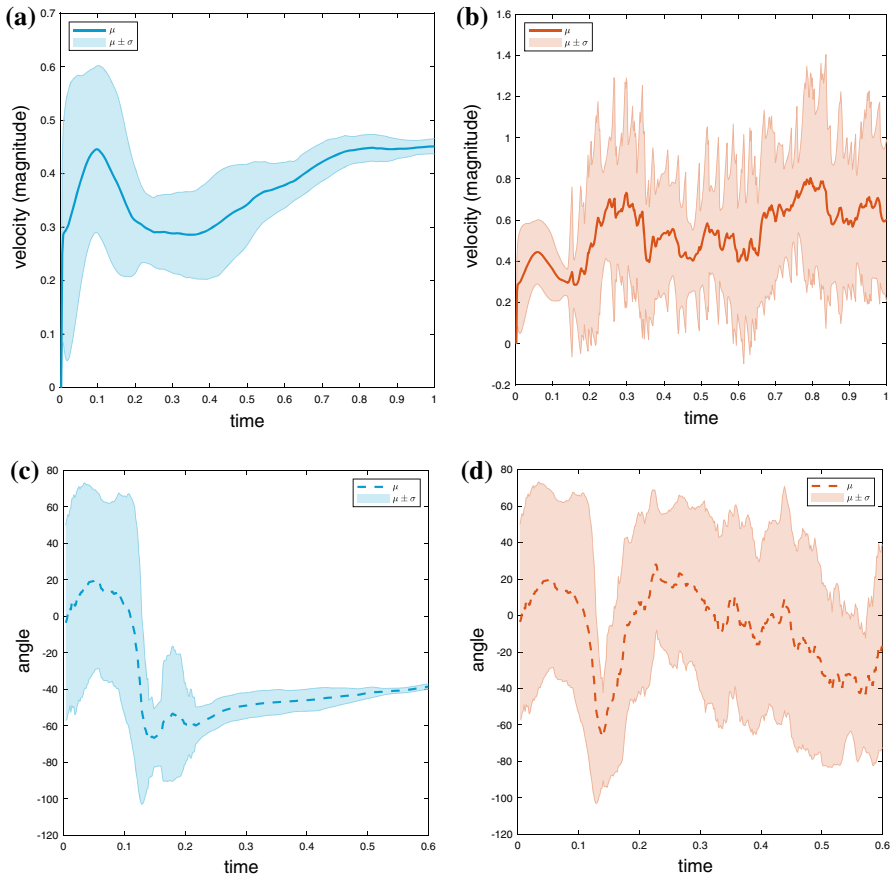 (a)
μ
μ ± σ
velocity (magnitude)
0.7
0.6
0.5
0.4
0.3
0.2
0.1
0
0 0.1 0.2 0.3 0.4 0.5 0.6 0.7 0.8 0.9 1
time
(b)
μ
μ ± σ
velocity (magnitude)
1.6
1.4
1.2
1
0.8
0.6
0.4
0.2
0
-0.2
0 0.1 0.2 0.3 0.4 0.5 0.6 0.7 0.8 0.9 1
time
(c)
μ
μ ± σ
angle
80
60
40
20
0
-20
-40
-60
-80
-100
-120
0 0.1 0.2 0.3 0.4 0.5 0.6
time
(d)
μ
μ ± σ
angle
80
60
40
20
0
-20
-40
-60
-80
-100
-120
0 0.1 0.2 0.3 0.4 0.5 0.6
time